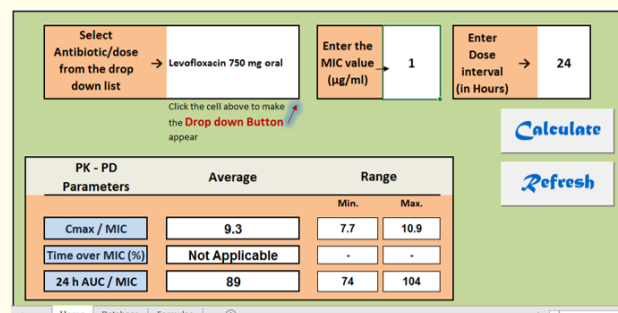 Select
Antibiotic/dose
from the drop
down list
→ Levofloxacin 750 mg oral
Enter the
MIC value
(µg/ml)
1
Enter
Dose
interval
(in Hours)
→ 24
Click the cell above to make
the Drop down Button
appear
Calculate
Refresh
PK - PD
Parameters
Average
Range
Min. Max.
Cmax / MIC 9.3 7.7 10.9
Time over MIC (%) Not Applicable - -
24 h AUC / MIC 89 74 104